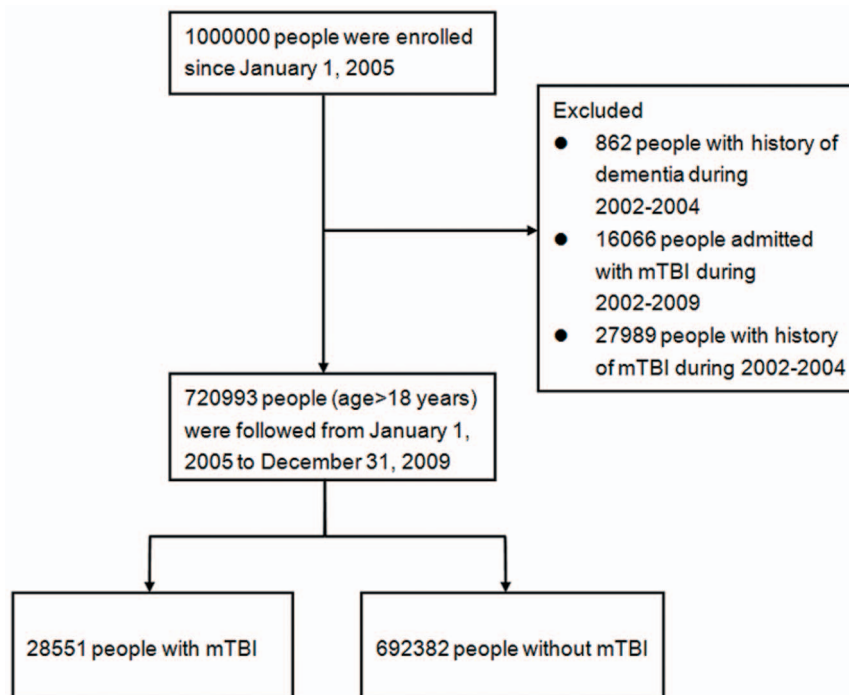 1000000 people were enrolled
since January 1, 2005
Excluded
● 862 people with history of
dementia during
2002-2004
● 16066 people admitted
with mTBI during
2002-2009
● 27989 people with history
of mTBI during 2002-2004
720993 people (age>18 years)
were followed from January 1,
2005 to December 31, 2009
28551 people with mTBI
692382 people without mTBI